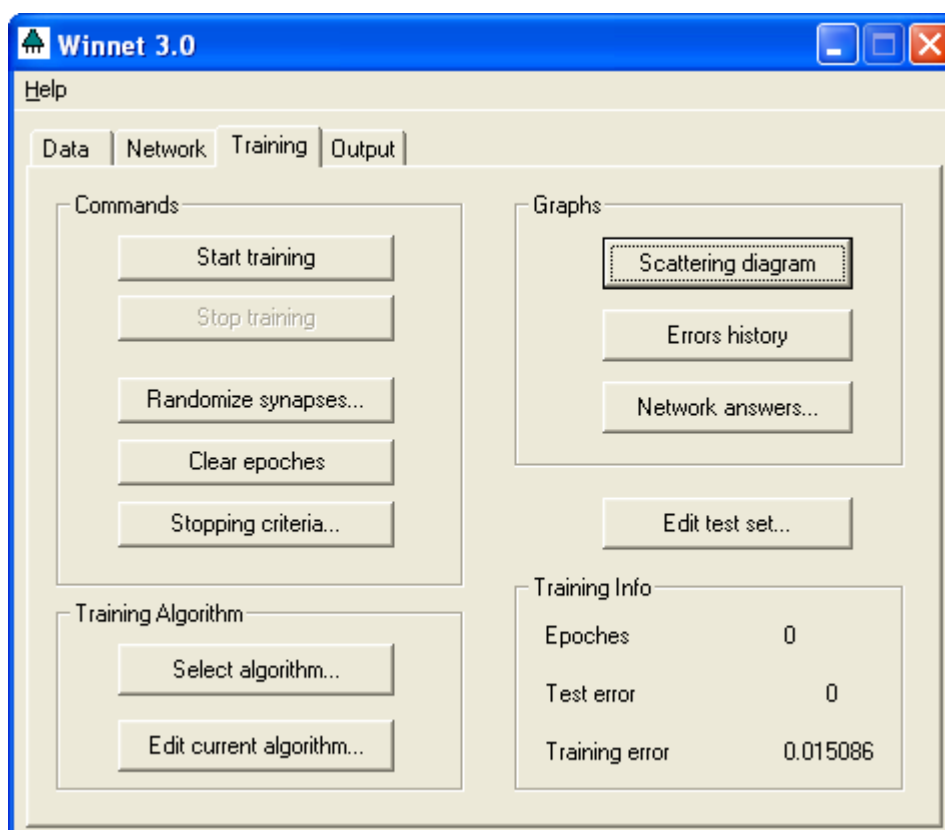 Winnet 3.0
Help
Data Network Training Output
Commands
Start training
Stop training
Randomize synapses...
Clear epoches
Stopping criteria...
Training Algorithm
Select algorithm...
Edit current algorithm...
Graphs
Scattering diagram
Errors history
Network answers...
Edit test set...
Training Info
Epoches 0
Test error 0
Training error 0.015086